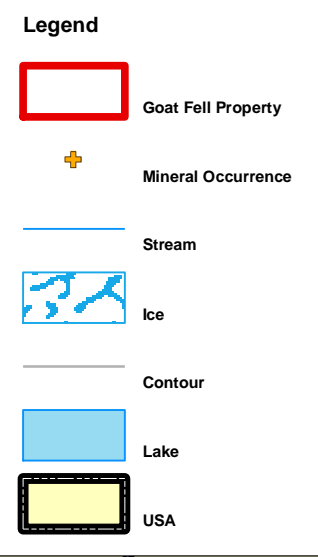 Legend
Goat Fell Property
Mineral Occurrence
Stream
Ice
Contour
Lake
USA